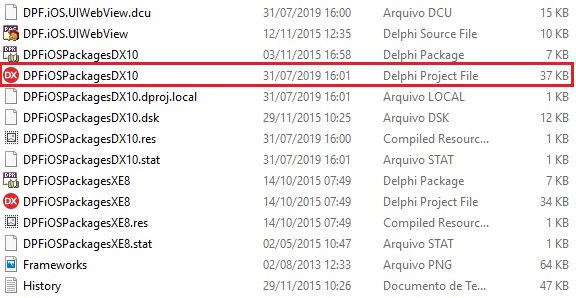 DPF.iOS.UIWebView.dcu 31/07/2019 16:00 Arquivo DCU 15 KB
DPF.iOS.UIWebView 12/11/2015 12:35 Delphi Source File 10 KB
DPFiOSPackagesDX10 03/11/2015 16:58 Delphi Package 7 KB
DX DPFiOSPackagesDX10 31/07/2019 16:01 Delphi Project File 37 KB
DPFiOSPackagesDX10.dproj.local 31/07/2019 16:01 Arquivo LOCAL 1 KB
DPFiOSPackagesDX10.dsk 29/11/2015 10:25 Arquivo DSK 12 KB
DPFiOSPackagesDX10.res 31/07/2019 16:00 Compiled Resourc... 1 KB
DPFiOSPackagesDX10.stat 31/07/2019 16:01 Arquivo STAT 1 KB
DPFiOSPackagesXE8 14/10/2015 07:49 Delphi Package 7 KB
DX DPFiOSPackagesXE8 14/10/2015 07:49 Delphi Project File 34 KB
DPFiOSPackagesXE8.res 14/10/2015 07:49 Compiled Resourc... 1 KB
DPFiOSPackagesXE8.stat 02/05/2015 10:47 Arquivo STAT 1 KB
Frameworks 02/08/2013 12:33 Arquivo PNG 64 KB
History 29/11/2015 10:26 Documento de Te... 7 KB